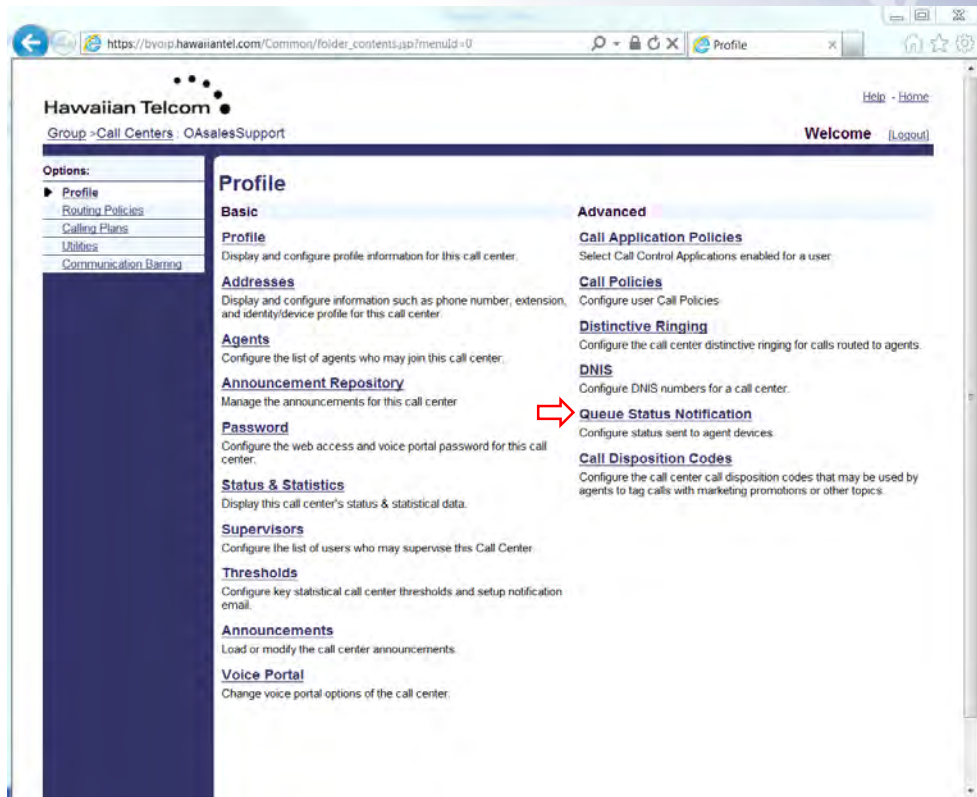 https://bvoip.hawaiiantel.com/Common/folder_contents.jsp?menuId=0
Profile
Hawaiian Telcom
Help - Home
Group >Call Centers : OAsalesSupport
Welcome [Logout]
Options:
Profile
Routing Policies
Calling Plans
Utilities
Communication Barring
Profile
Basic
Profile
Display and configure profile information for this call center.
Addresses
Display and configure information such as phone number, extension,
and identity/device profile for this call center.
Agents
Configure the list of agents who may join this call center.
Announcement Repository
Manage the announcements for this call center
Password
Configure the web access and voice portal password for this call
center.
Status & Statistics
Display this call center's status & statistical data.
Supervisors
Configure the list of users who may supervise this Call Center
Thresholds
Configure key statistical call center thresholds and setup notification
email.
Announcements
Load or modify the call center announcements.
Voice Portal
Change voice portal options of the call center.
Advanced
Call Application Policies
Select Call Control Applications enabled for a user
Call Policies
Configure user Call Policies
Distinctive Ringing
Configure the call center distinctive ringing for calls routed to agents.
DNIS
Configure DNIS numbers for a call center.
Queue Status Notification
Configure status sent to agent devices
Call Disposition Codes
Configure the call center call disposition codes that may be used by
agents to tag calls with marketing promotions or other topics.